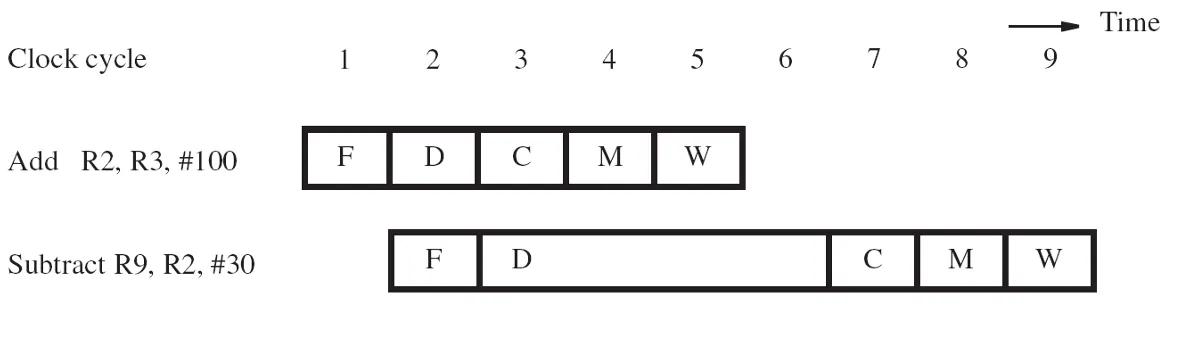 Time
Clock cycle 1 2 3 4 5 6 7 8 9
Add R2, R3, #100 F D C M W
Subtract R9, R2, #30 F D C M W